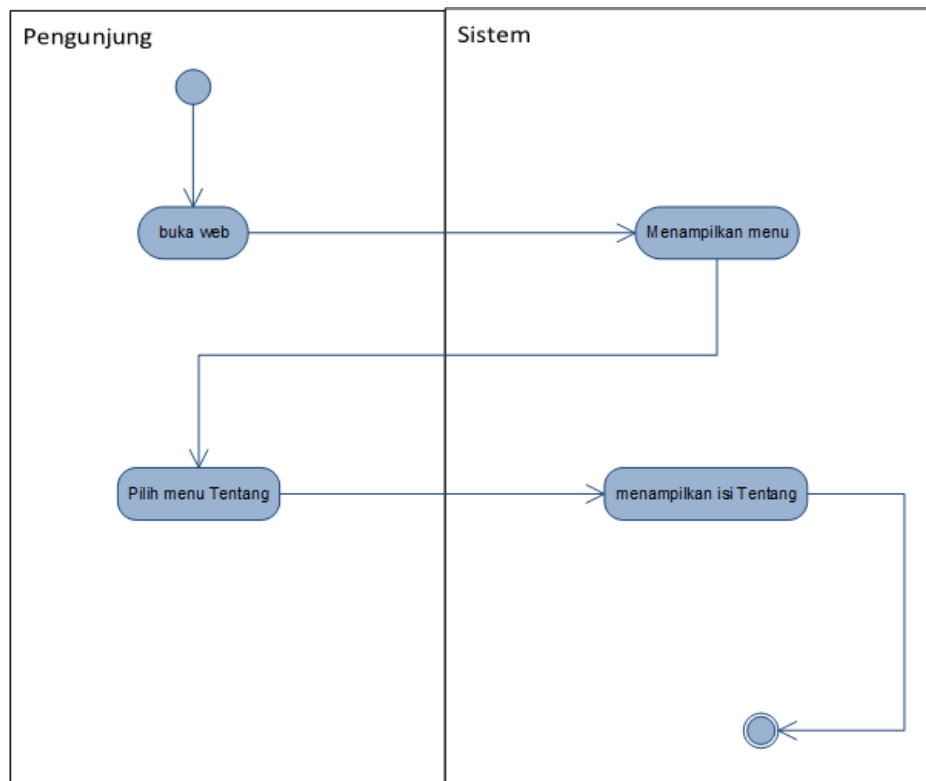 Pengunjung
Sistem
buka web
Menampilkan menu
Pilih menu Tentang
menampilkan isi Tentang